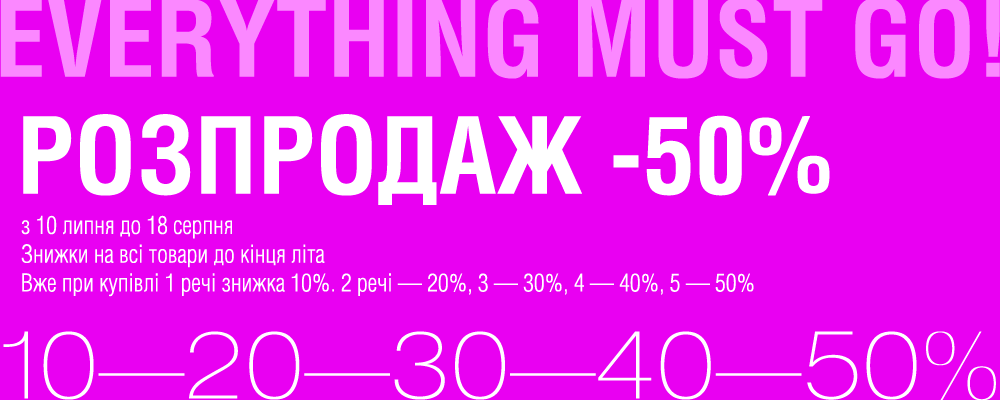 EVERYTHING MUST GO!
РОЗПРОДАЖ -50%
з 10 липня до 18 серпня
Знижки на всі товари до кінця літа
Вже при купівлі 1 речі знижка 10%. 2 речі — 20%, 3 — 30%, 4 — 40%, 5 — 50%
10—20—30—40—50%